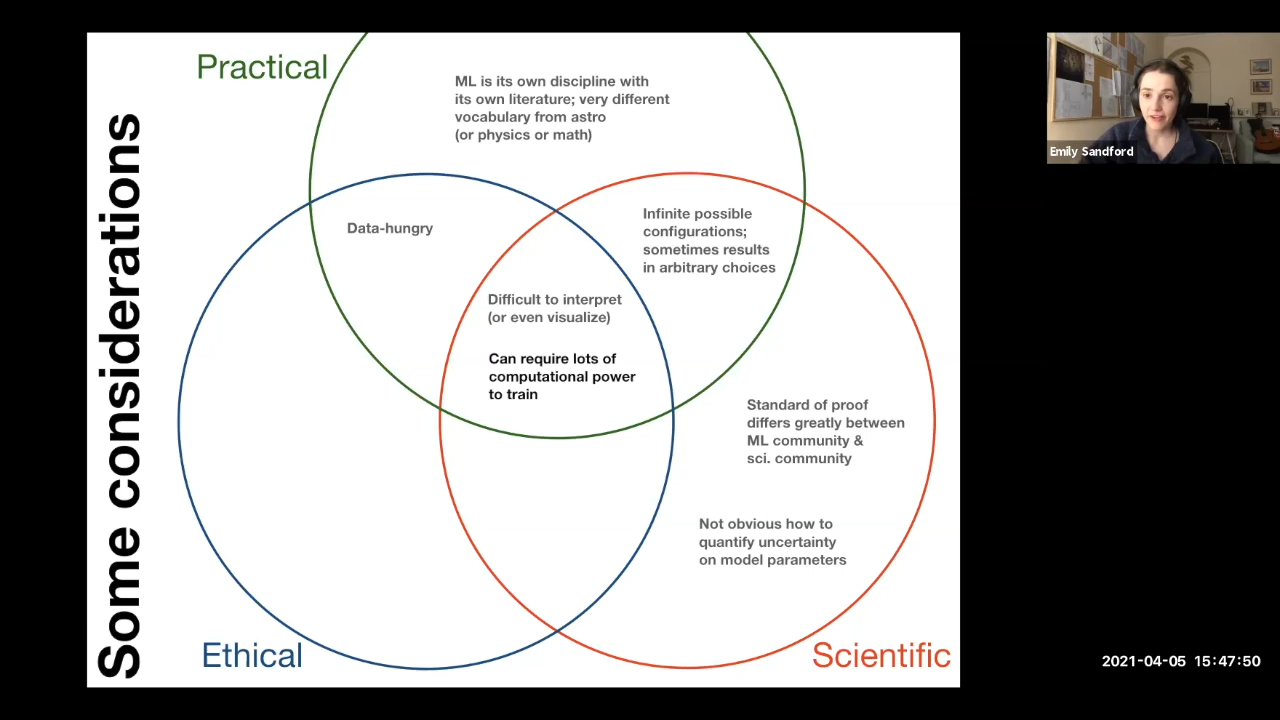 Some considerations
Practical
ML is its own discipline with
its own literature; very different
vocabulary from astro
(or physics or math)
Data-hungry
Infinite possible
configurations;
sometimes results
in arbitrary choices
Difficult to interpret
(or even visualize)
Can require lots of
computational power
to train
Standard of proof
differs greatly between
ML community &
sci. community
Not obvious how to
quantify uncertainty
on model parameters
Ethical
Scientific
Emily Sandford
2021-04-05 15:47:50